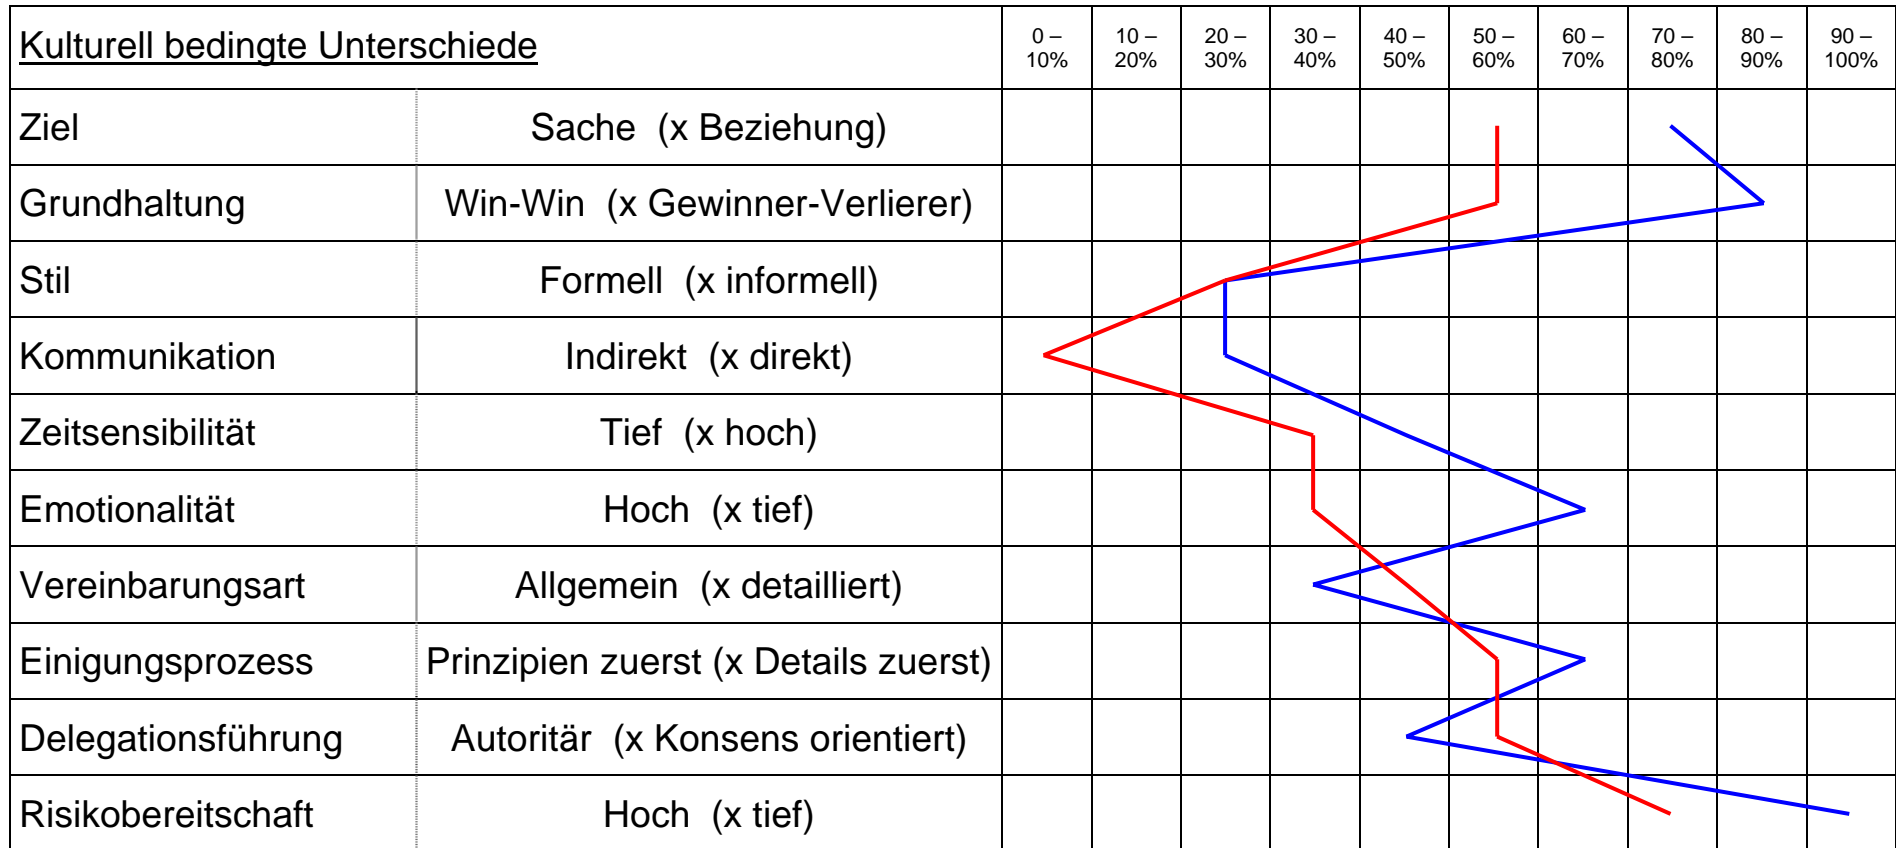 Kulturell bedingte Unterschiede 0 – 10% 10 – 20% 20 – 30% 30 – 40% 40 – 50% 50 – 60% 60 – 70% 70 – 80% 80 – 90% 90 – 100%
Ziel Sache (x Beziehung)
Grundhaltung Win-Win (x Gewinner-Verlierer)
Stil Formell (x informell)
Kommunikation Indirekt (x direkt)
Zeitsensibilität Tief (x hoch)
Emotionalität Hoch (x tief)
Vereinbarungsart Allgemein (x detailliert)
Einigungsprozess Prinzipien zuerst (x Details zuerst)
Delegationsführung Autoritär (x Konsens orientiert)
Risikobereitschaft Hoch (x tief)